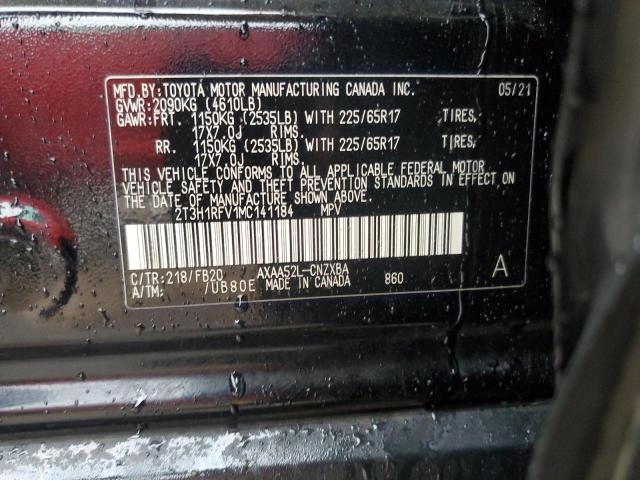 MFD.BY:TOYOTA MOTOR MANUFACTURING CANADA INC. 05/21
GVWR:2090KG (4610LB)
GAWR:FRT. 1150KG (2535LB) WITH 225/65R17 TIRES,
17X7.0J RIMS,
RR. 1150KG (2535LB) WITH 225/65R17 TIRES,
17X7.0J RIMS.
THIS VEHICLE CONFORMS TO ALL APPLICABLE FEDERAL MOTOR
VEHICLE SAFETY AND THEFT PREVENTION STANDARDS IN EFFECT ON
THE DATE OF MANUFACTURE SHOWN ABOVE.
2T3H1RFV1MC141184 MPV
C/TR:218/FB20 AXAA52L-CNZXBA 860 A
A/TM: /UB80E MADE IN CANADA